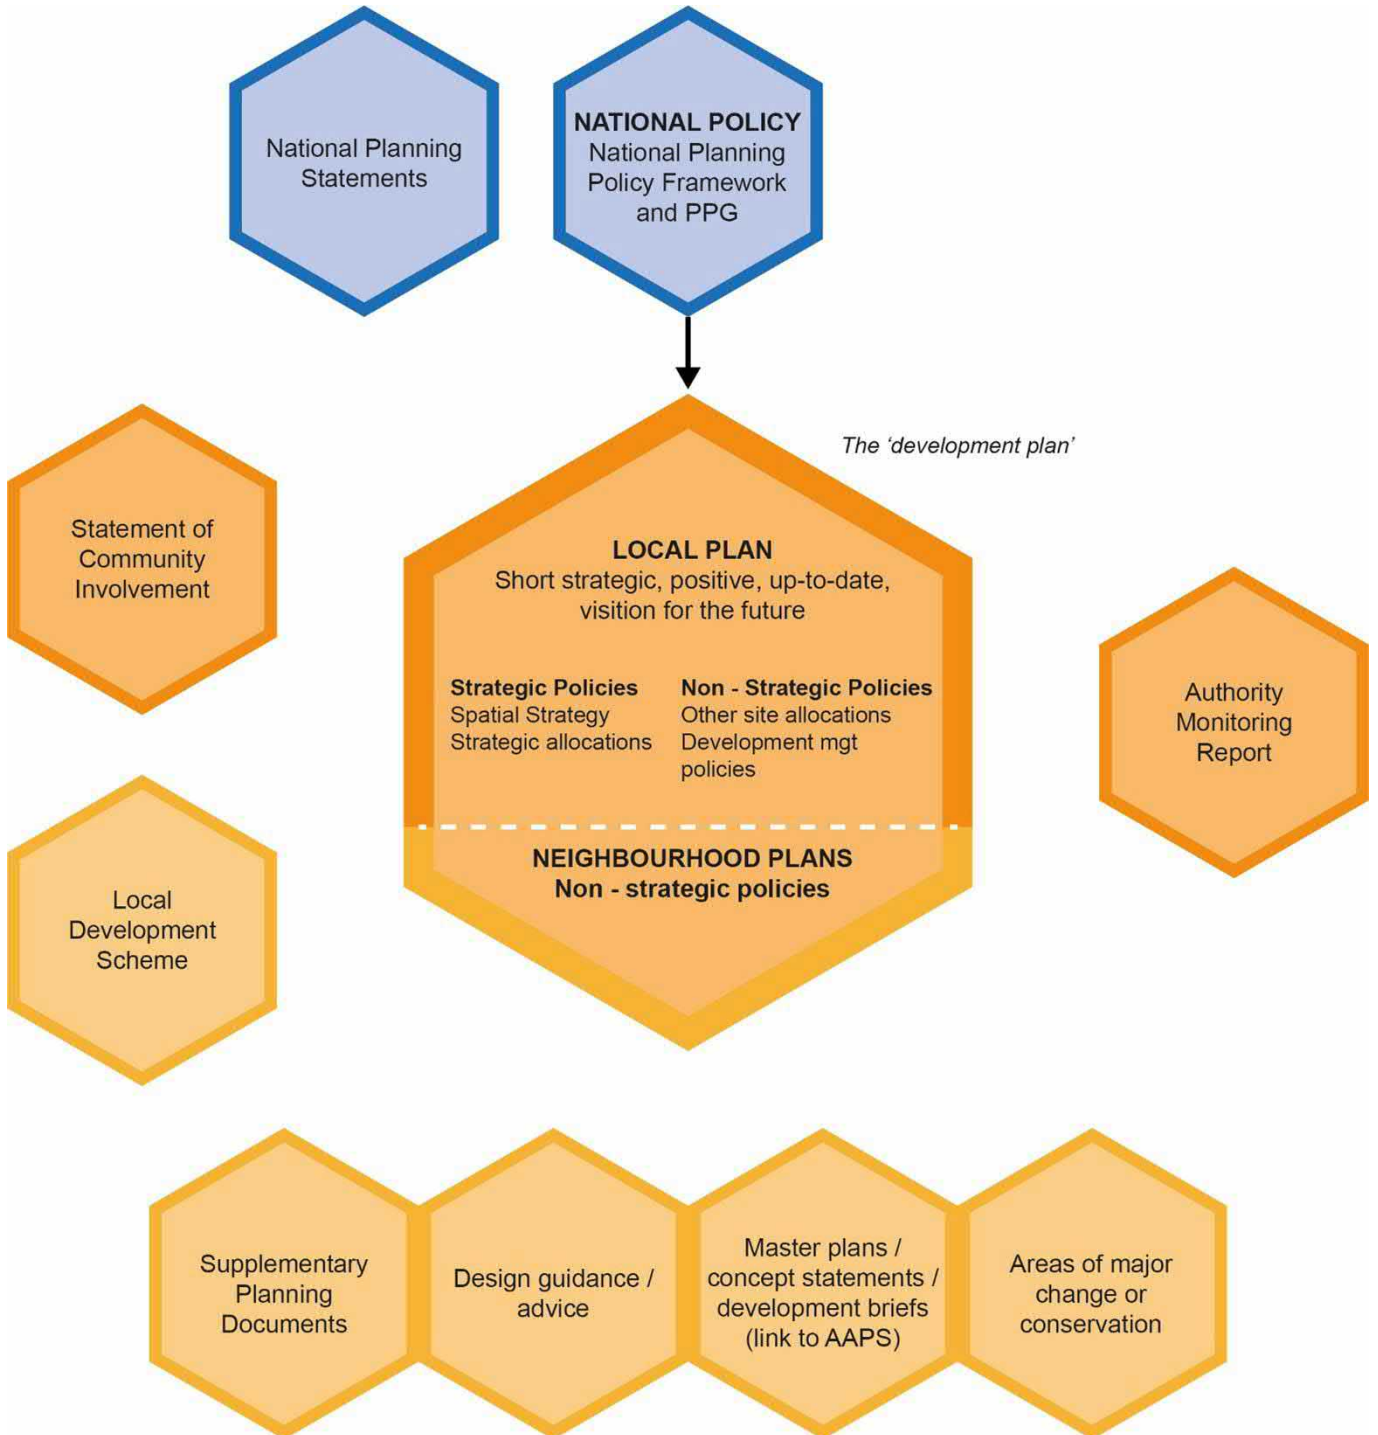 National Planning
Statements
NATIONAL POLICY
National Planning
Policy Framework
and PPG
The ‘development plan’
Statement of
Community
Involvement
LOCAL PLAN
Short strategic, positive, up-to-date,
visition for the future
Strategic Policies
Spatial Strategy
Strategic allocations
Non - Strategic Policies
Other site allocations
Development mgt
policies
Authority
Monitoring
Report
NEIGHBOURHOOD PLANS
Non - strategic policies
Local
Development
Scheme
Supplementary
Planning
Documents
Design guidance /
advice
Master plans /
concept statements /
development briefs
(link to AAPS)
Areas of major
change or
conservation